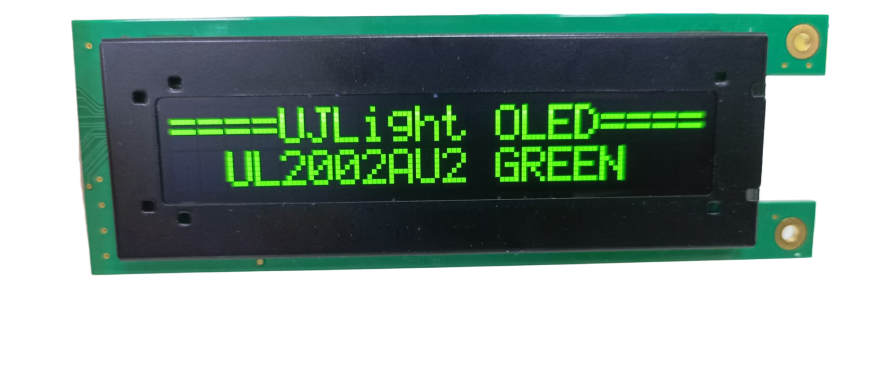 ====UJLight OLED====
UL2002AU2 GREEN